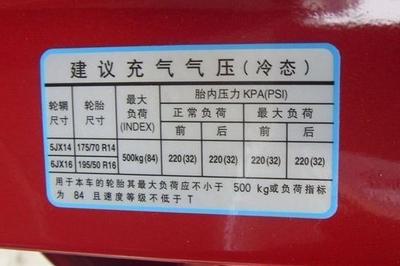 建议充气气压(冷态)
轮辋尺寸 轮胎尺寸 最大负荷(INDEX) 胎内压力 KPA(PSI)
正常负荷 最大负荷
前 后 前 后
5JX14 175/70 R14 500kg(84) 220(32) 220(32) 220(32) 220(32)
6JX16 195/50 R16
用于本车的轮胎其最大负荷应不小于 500 kg或负荷指标
为 84 且速度等级不低于 T